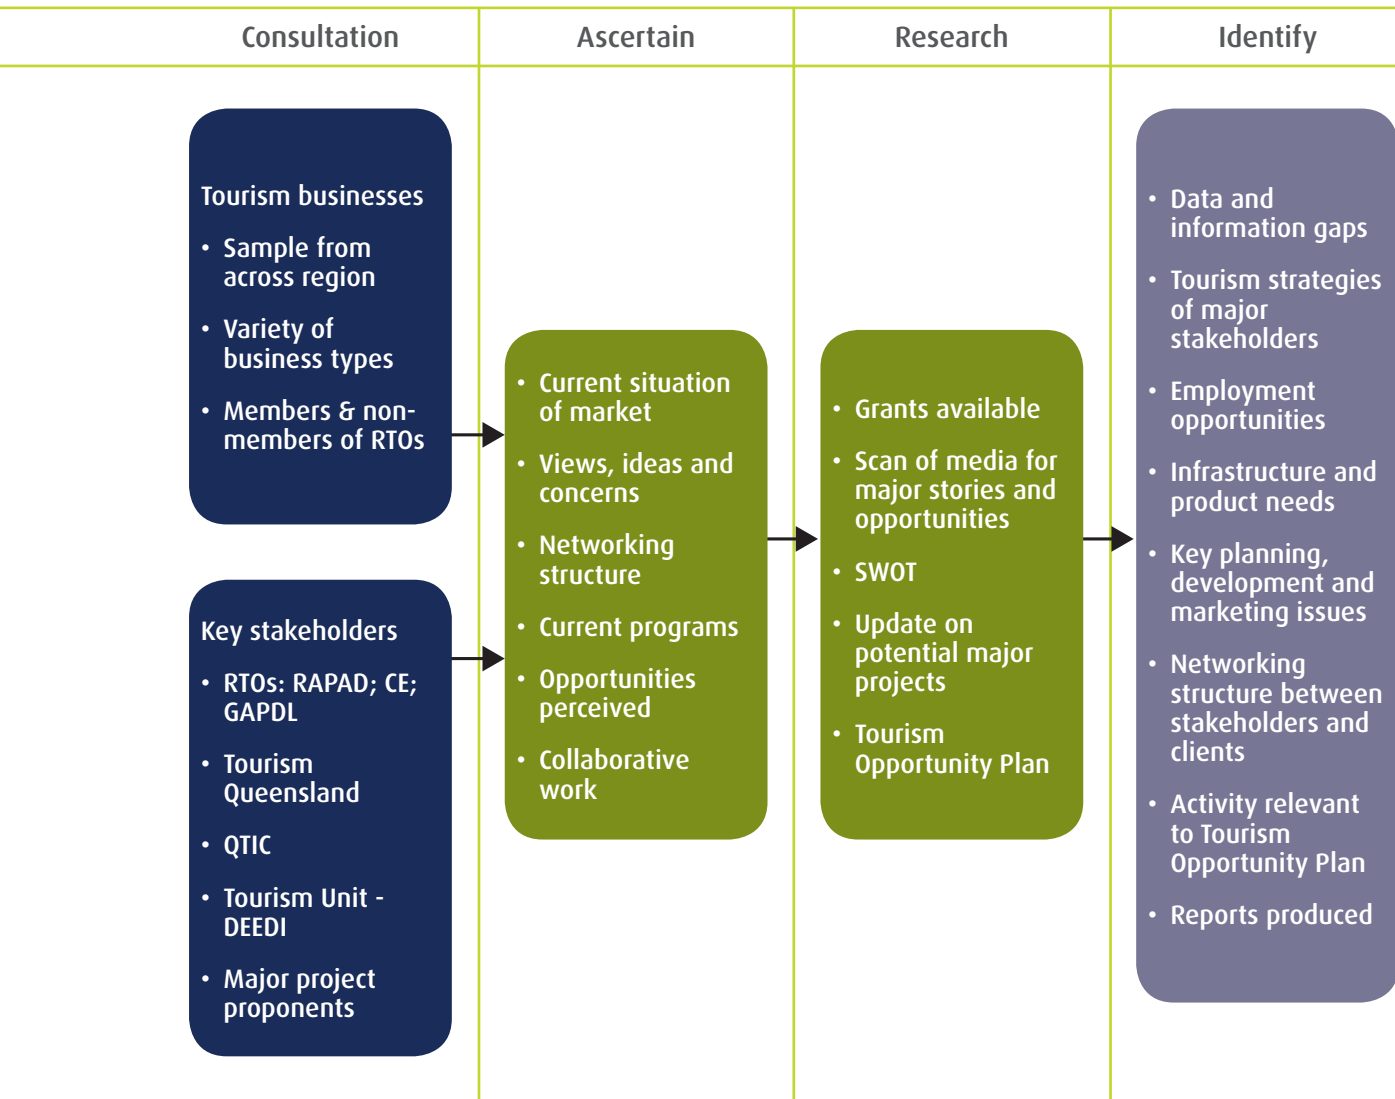 Consultation
Ascertain
Research
Identify
Tourism businesses
• Sample from
across region
• Variety of
business types
• Members & non-
members of RTOs
Key stakeholders
• RTOs: RAPAD; CE;
GAPDL
• Tourism
Queensland
• QTIC
• Tourism Unit -
DEEDI
• Major project
proponents
• Current situation
of market
• Views, ideas and
concerns
• Networking
structure
• Current programs
• Opportunities
perceived
• Collaborative
work
• Grants available
• Scan of media for
major stories and
opportunities
• SWOT
• Update on
potential major
projects
• Tourism
Opportunity Plan
• Data and
information gaps
• Tourism strategies
of major
stakeholders
• Employment
opportunities
• Infrastructure and
product needs
• Key planning,
development and
marketing issues
• Networking
structure between
stakeholders and
clients
• Activity relevant
to Tourism
Opportunity Plan
• Reports produced